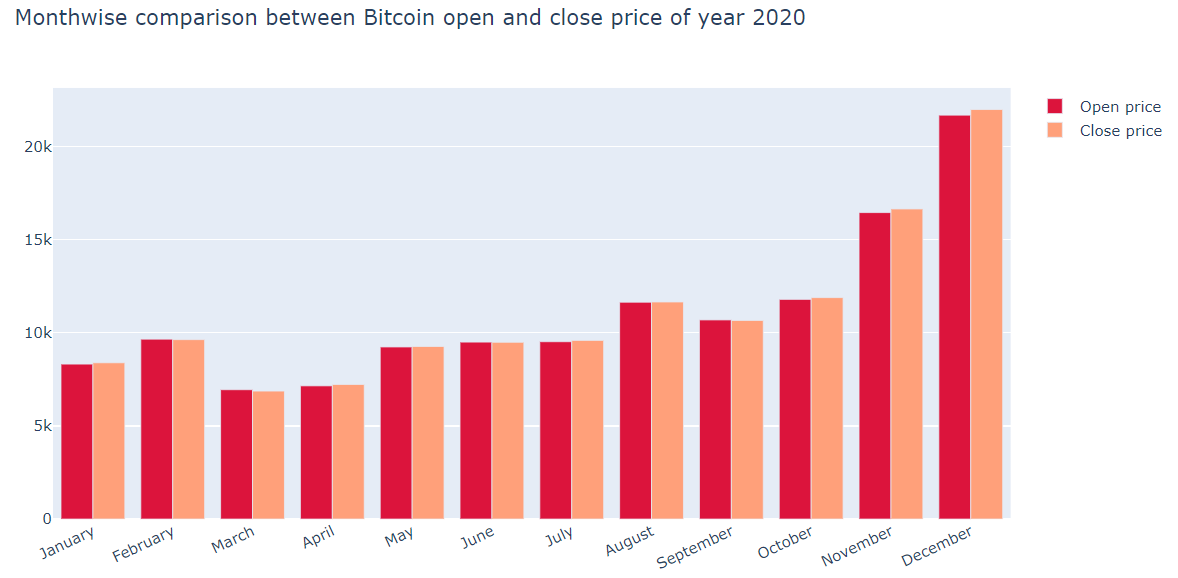 Monthwise comparison between Bitcoin open and close price of year 2020
Open price
Close price
20k
15k
10k
5k
0
January
February
March
April
May
June
July
August
September
October
November
December